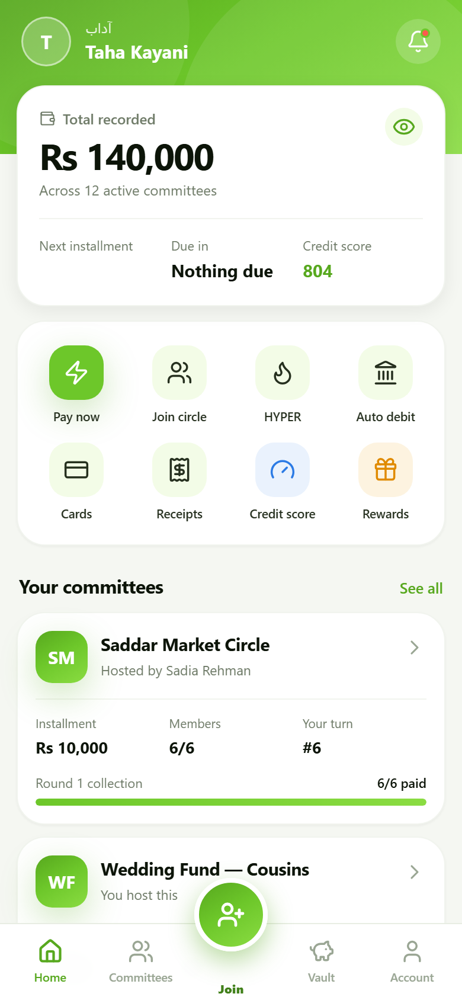 T
آداب
Taha Kayani
Total recorded
Rs 140,000
Across 12 active committees
Next installment
Due in
Nothing due
Credit score
804
Pay now
Join circle
HYPER
Auto debit
Cards
Receipts
Credit score
Rewards
Your committees
See all
SM
Saddar Market Circle
Hosted by Sadia Rehman
Installment
Rs 10,000
Members
6/6
Your turn
#6
Round 1 collection
6/6 paid
WF
Wedding Fund — Cousins
You host this
Home
Committees
Join
Vault
Account